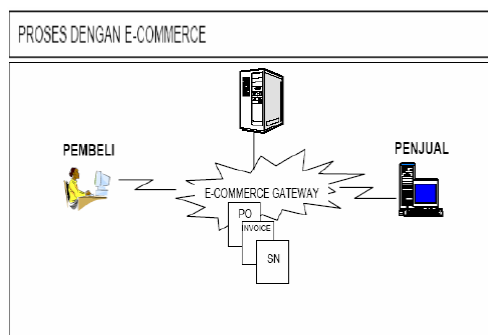 PROSES DENGAN E-COMMERCE
PEMBELI
PENJUAL
E-COMMERCE GATEWAY
PO
INVOICE
SN